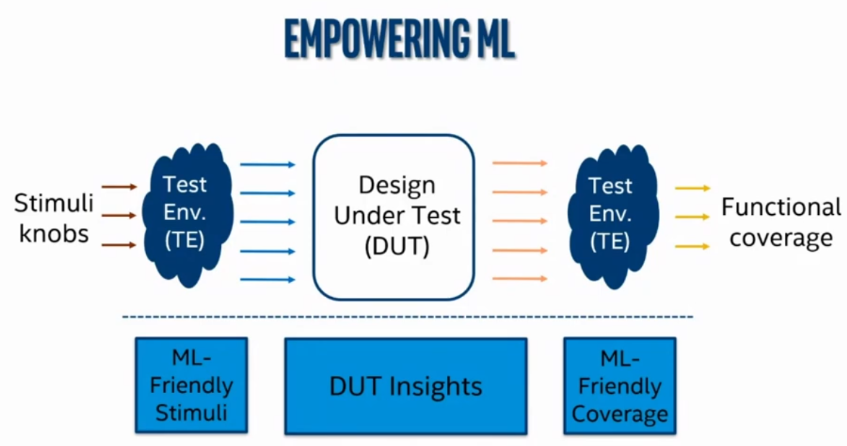 EMPOWERING ML
Stimuli
knobs
Test
Env.
(TE)
Design
Under Test
(DUT)
Test
Env.
(TE)
Functional
coverage
ML-
Friendly
Stimuli
DUT Insights
ML-
Friendly
Coverage